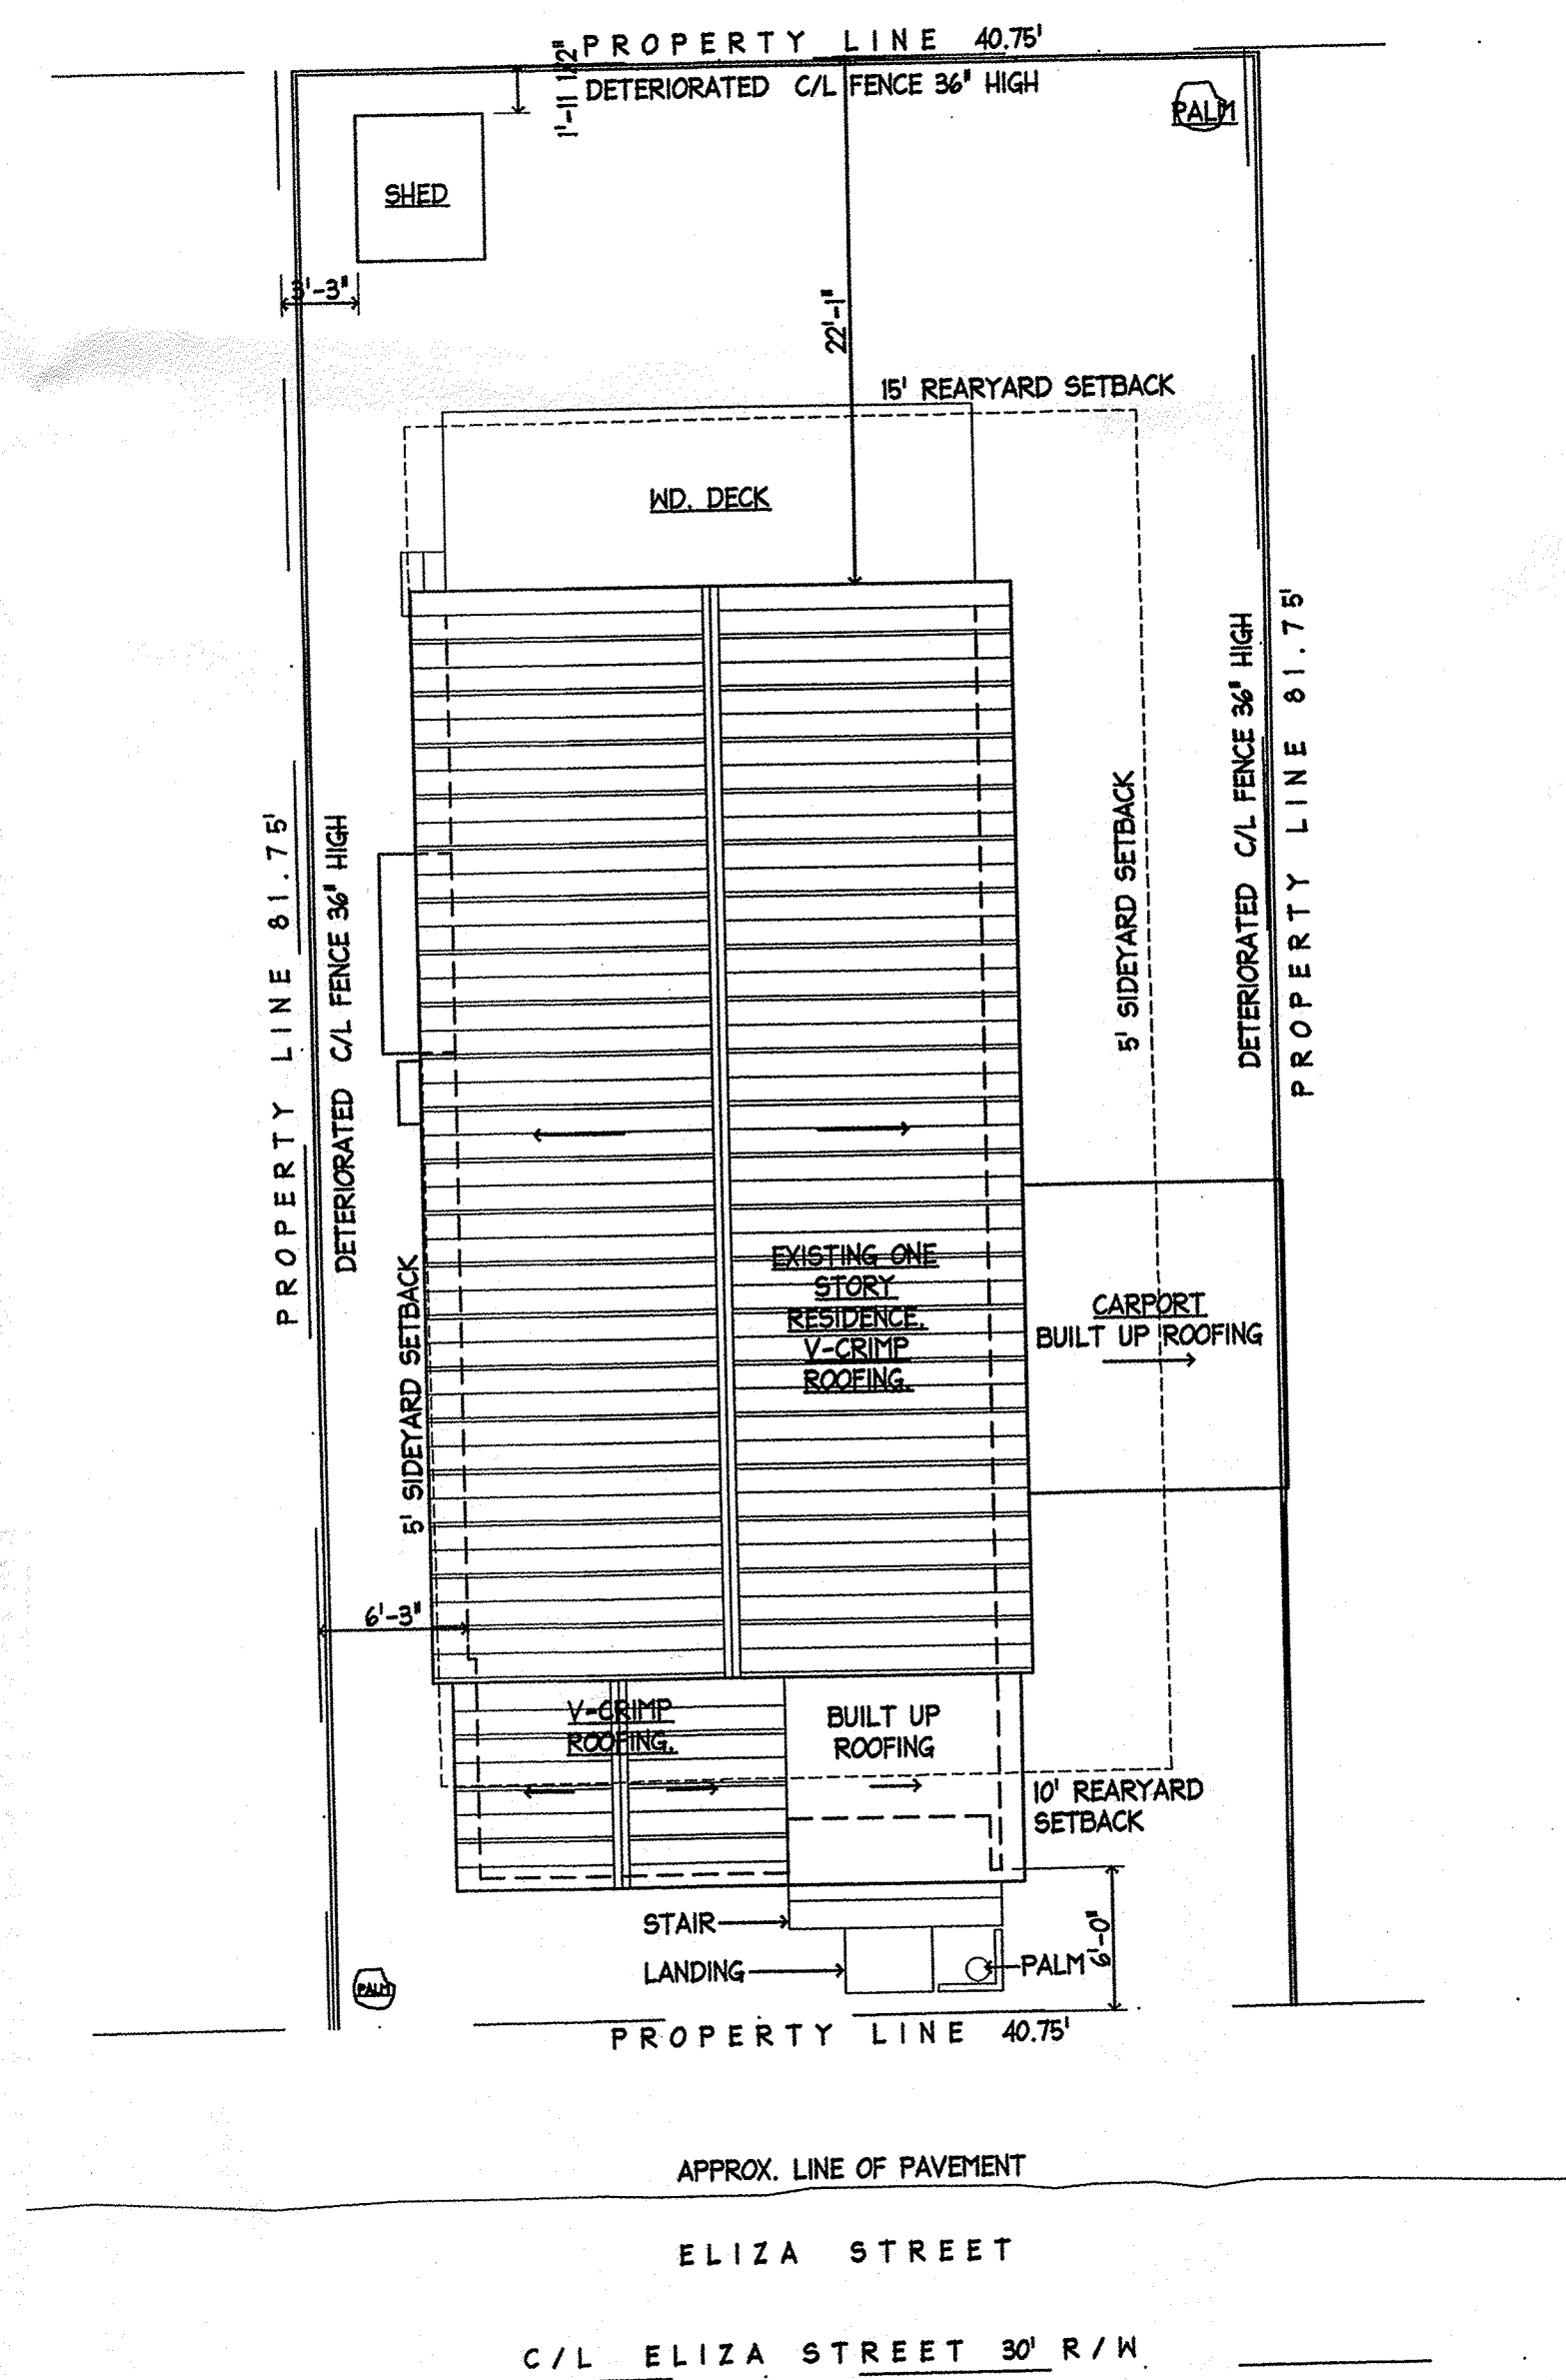 PROPERTY LINE 40.75'
1'-11 1/2"
DETERIORATED C/L FENCE 36" HIGH
PALM
SHED
3'-3"
22'-1"
15' REARYARD SETBACK
WD. DECK
PROPERTY LINE 81.75'
DETERIORATED C/L FENCE 36" HIGH
5' SIDEYARD SETBACK
DETERIORATED C/L FENCE 36" HIGH
PROPERTY LINE 81.75'
5' SIDEYARD SETBACK
EXISTING ONE
STORY
RESIDENCE.
V-CRIMP
ROOFING.
CARPORT
BUILT UP ROOFING
6'-3"
V-CRIMP
ROOFING.
BUILT UP
ROOFING
10' REARYARD
SETBACK
STAIR
LANDING
PALM
6'-0"
PALM
PROPERTY LINE 40.75'
APPROX. LINE OF PAVEMENT
ELIZA STREET
C/L ELIZA STREET 30' R/W